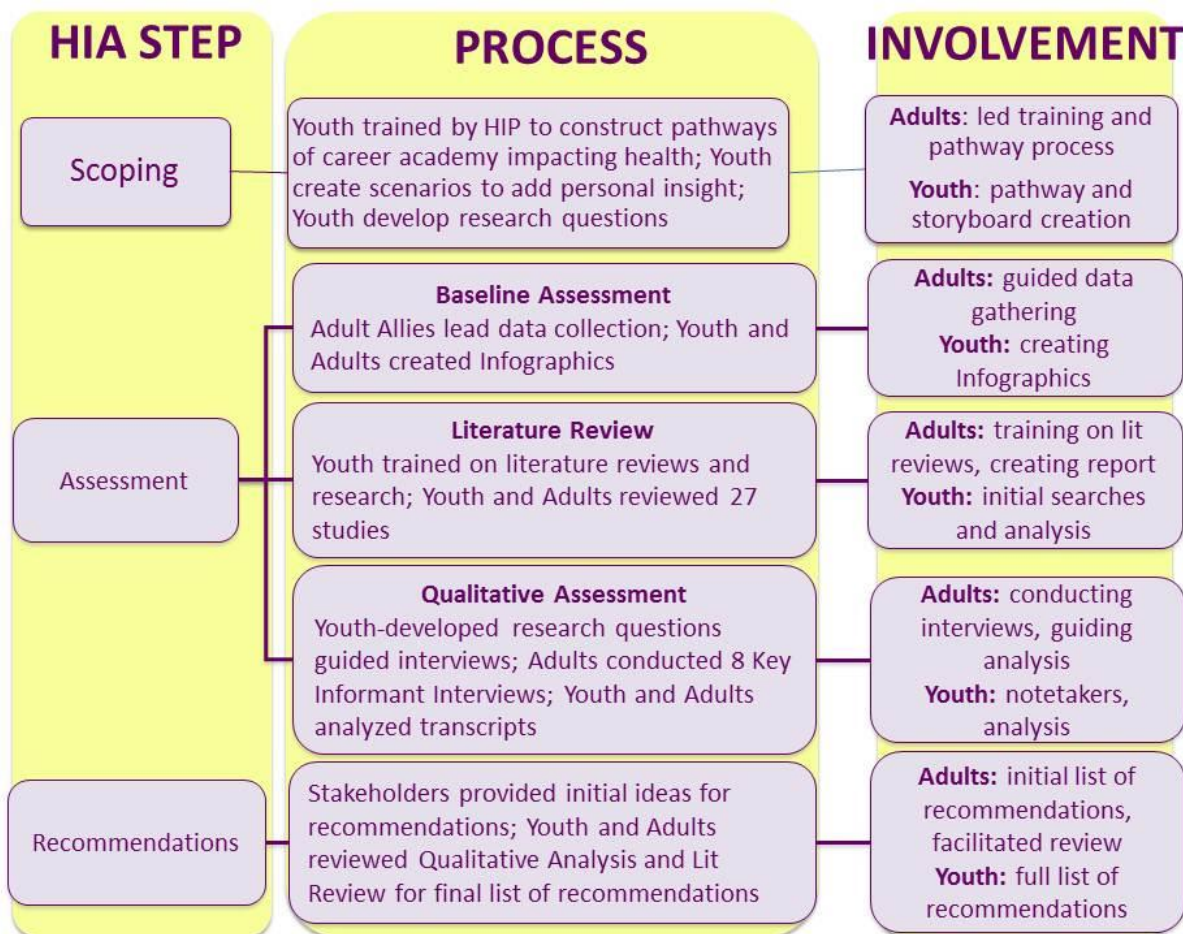 HIA STEP
PROCESS
INVOLVEMENT
Scoping
Youth trained by HIP to construct pathways
of career academy impacting health; Youth
create scenarios to add personal insight;
Youth develop research questions
Adults: led training and
pathway process
Youth: pathway and
storyboard creation
Assessment
Baseline Assessment
Adult Allies lead data collection; Youth and
Adults created Infographics
Adults: guided data
gathering
Youth: creating
Infographics
Literature Review
Youth trained on literature reviews and
research; Youth and Adults reviewed 27
studies
Adults: training on lit
reviews, creating report
Youth: initial searches
and analysis
Qualitative Assessment
Youth-developed research questions
guided interviews; Adults conducted 8 Key
Informant Interviews; Youth and Adults
analyzed transcripts
Adults: conducting
interviews, guiding
analysis
Youth: notetakers,
analysis
Recommendations
Stakeholders provided initial ideas for
recommendations; Youth and Adults
reviewed Qualitative Analysis and Lit
Review for final list of recommendations
Adults: initial list of
recommendations,
facilitated review
Youth: full list of
recommendations